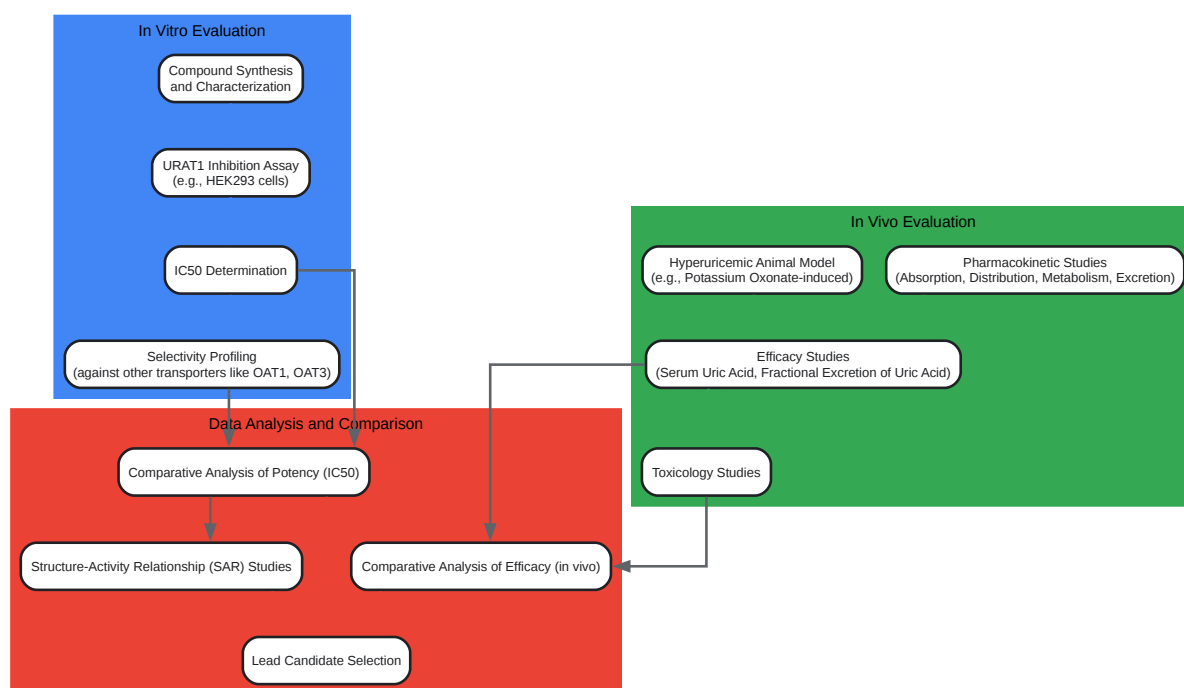 In Vitro Evaluation
Compound Synthesis
and Characterization
URAT1 Inhibition Assay
(e.g., HEK293 cells)
IC50 Determination
Selectivity Profiling
(against other transporters like OAT1, OAT3)
In Vivo Evaluation
Hyperuricemic Animal Model
(e.g., Potassium Oxonate-induced)
Pharmacokinetic Studies
(Absorption, Distribution, Metabolism, Excretion)
Efficacy Studies
(Serum Uric Acid, Fractional Excretion of Uric Acid)
Toxicology Studies
Data Analysis and Comparison
Comparative Analysis of Potency (IC50)
Structure-Activity Relationship (SAR) Studies
Comparative Analysis of Efficacy (in vivo)
Lead Candidate Selection